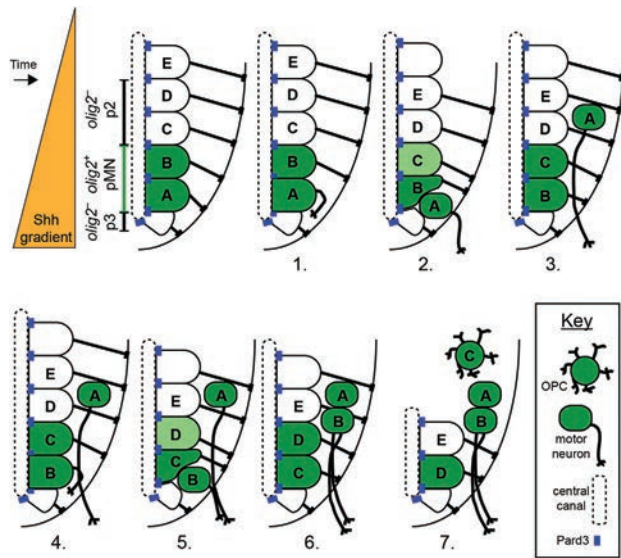 Time
Shh
gradient
olig2⁻
p2
olig2⁺
pMN
olig2⁻
p3
E
D
C
B
A
E
D
C
B
A
1.
E
D
C
B
A
2.
E
D
C
B
A
3.
E
D
C
B
A
4.
E
D
C
B
A
5.
E
D
C
A
B
6.
C
A
B
E
D
7.
Key
OPC
motor
neuron
central
canal
Pard3